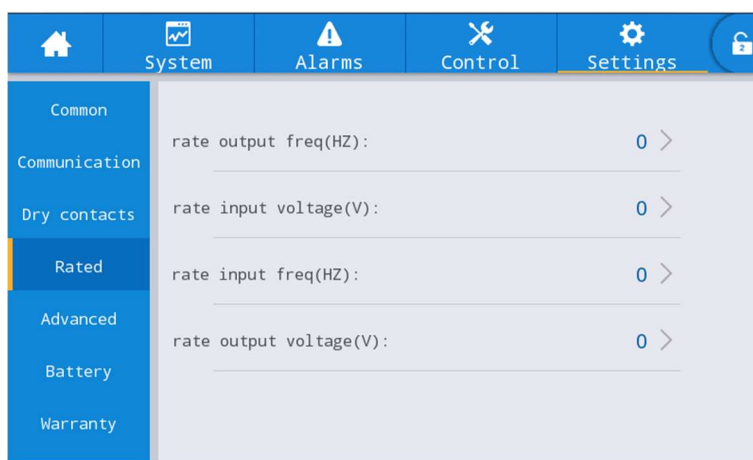 System
Alarms
Control
Settings
2
Common
Communication
Dry contacts
Rated
Advanced
Battery
Warranty
rate output freq(HZ): 0
rate input voltage(V): 0
rate input freq(HZ): 0
rate output voltage(V): 0